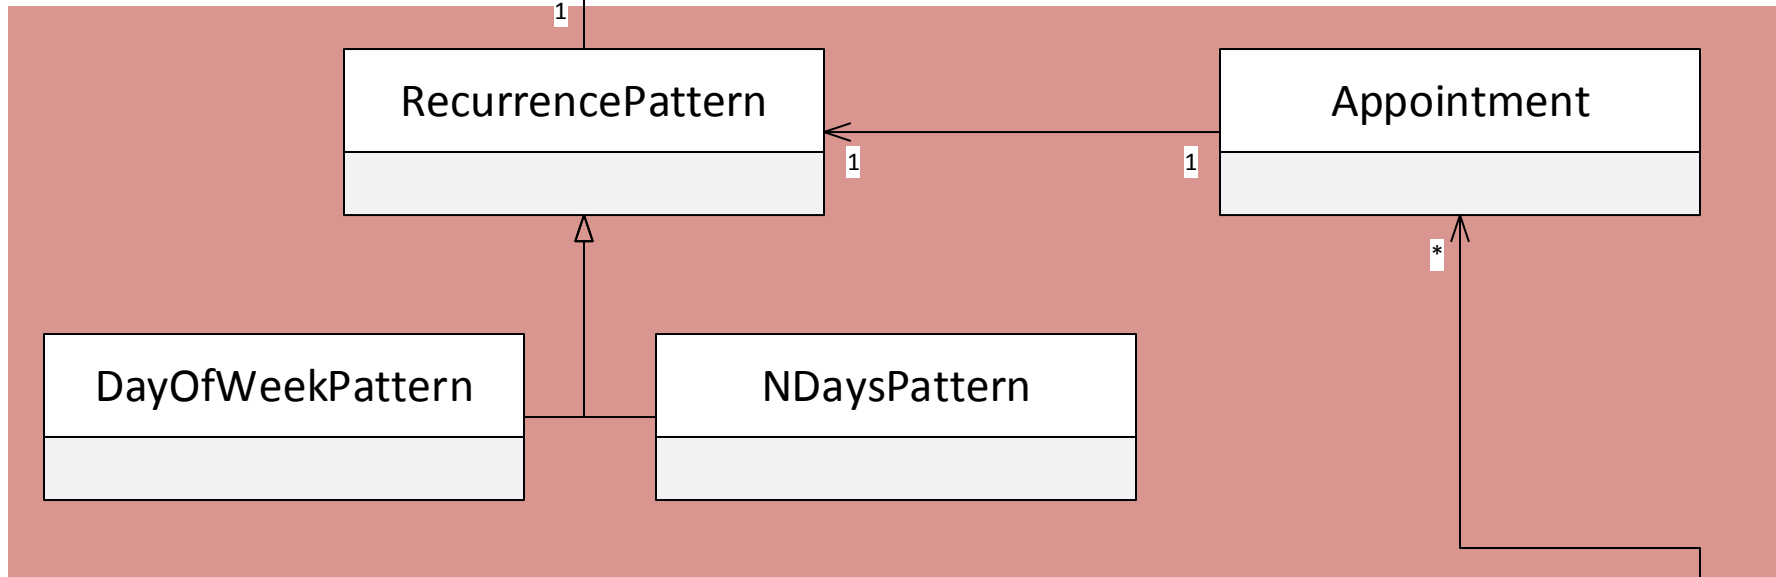 1
RecurrencePattern
Appointment
1
1
*
DayOfWeekPattern
NDaysPattern